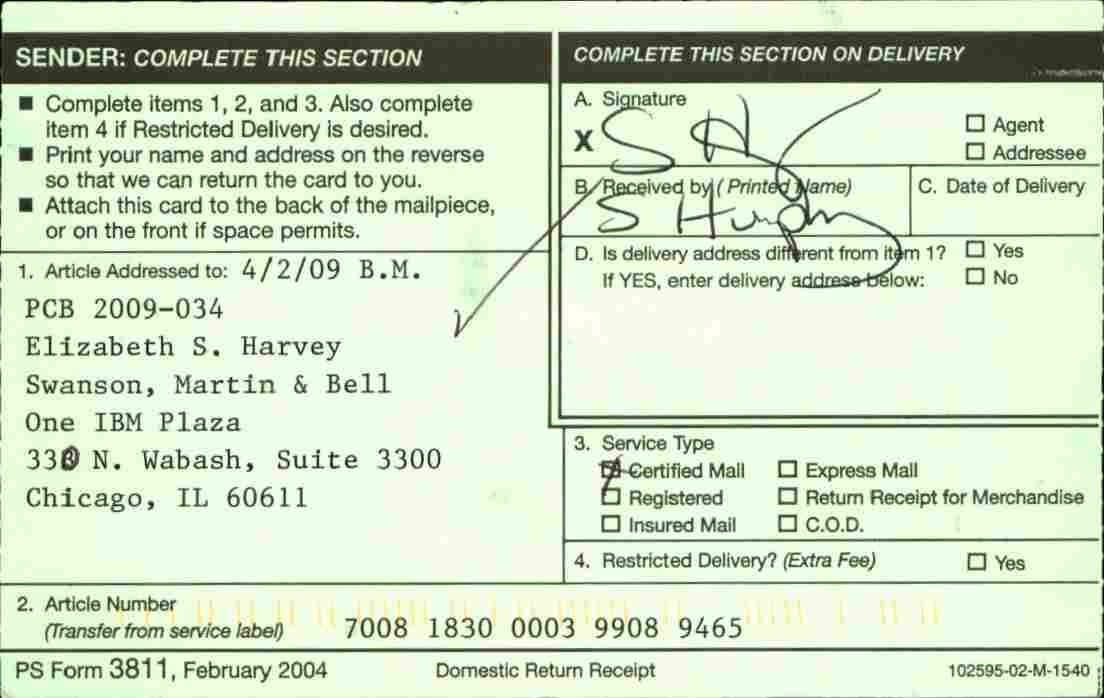 SENDER: COMPLETE THIS SECTION
■ Complete items 1, 2, and 3. Also complete
item 4 if Restricted Delivery is desired.
■ Print your name and address on the reverse
so that we can return the card to you.
■ Attach this card to the back of the mailpiece,
or on the front if space permits.
1. Article Addressed to: 4/2/09 B.M.
PCB 2009-034
Elizabeth S. Harvey
Swanson, Martin & Bell
One IBM Plaza
330 N. Wabash, Suite 3300
Chicago, IL 60611
COMPLETE THIS SECTION ON DELIVERY
A. Signature
X
☐ Agent
☐ Addressee
B. Received by (Printed Name)
C. Date of Delivery
S
D. Is delivery address different from item 1? ☐ Yes
If YES, enter delivery address below: ☐ No
3. Service Type
☒ Certified Mail ☐ Express Mail
☐ Registered ☐ Return Receipt for Merchandise
☐ Insured Mail ☐ C.O.D.
4. Restricted Delivery? (Extra Fee) ☐ Yes
2. Article Number
(Transfer from service label) 7008 1830 0003 9908 9465
PS Form 3811, February 2004 Domestic Return Receipt 102595-02-M-1540